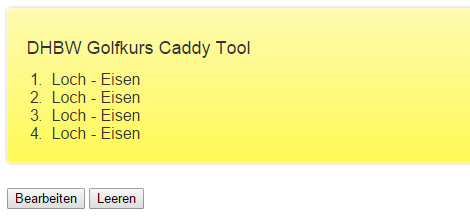 DHBW Golfkurs Caddy Tool
1. Loch - Eisen
2. Loch - Eisen
3. Loch - Eisen
4. Loch - Eisen
Bearbeiten Leeren